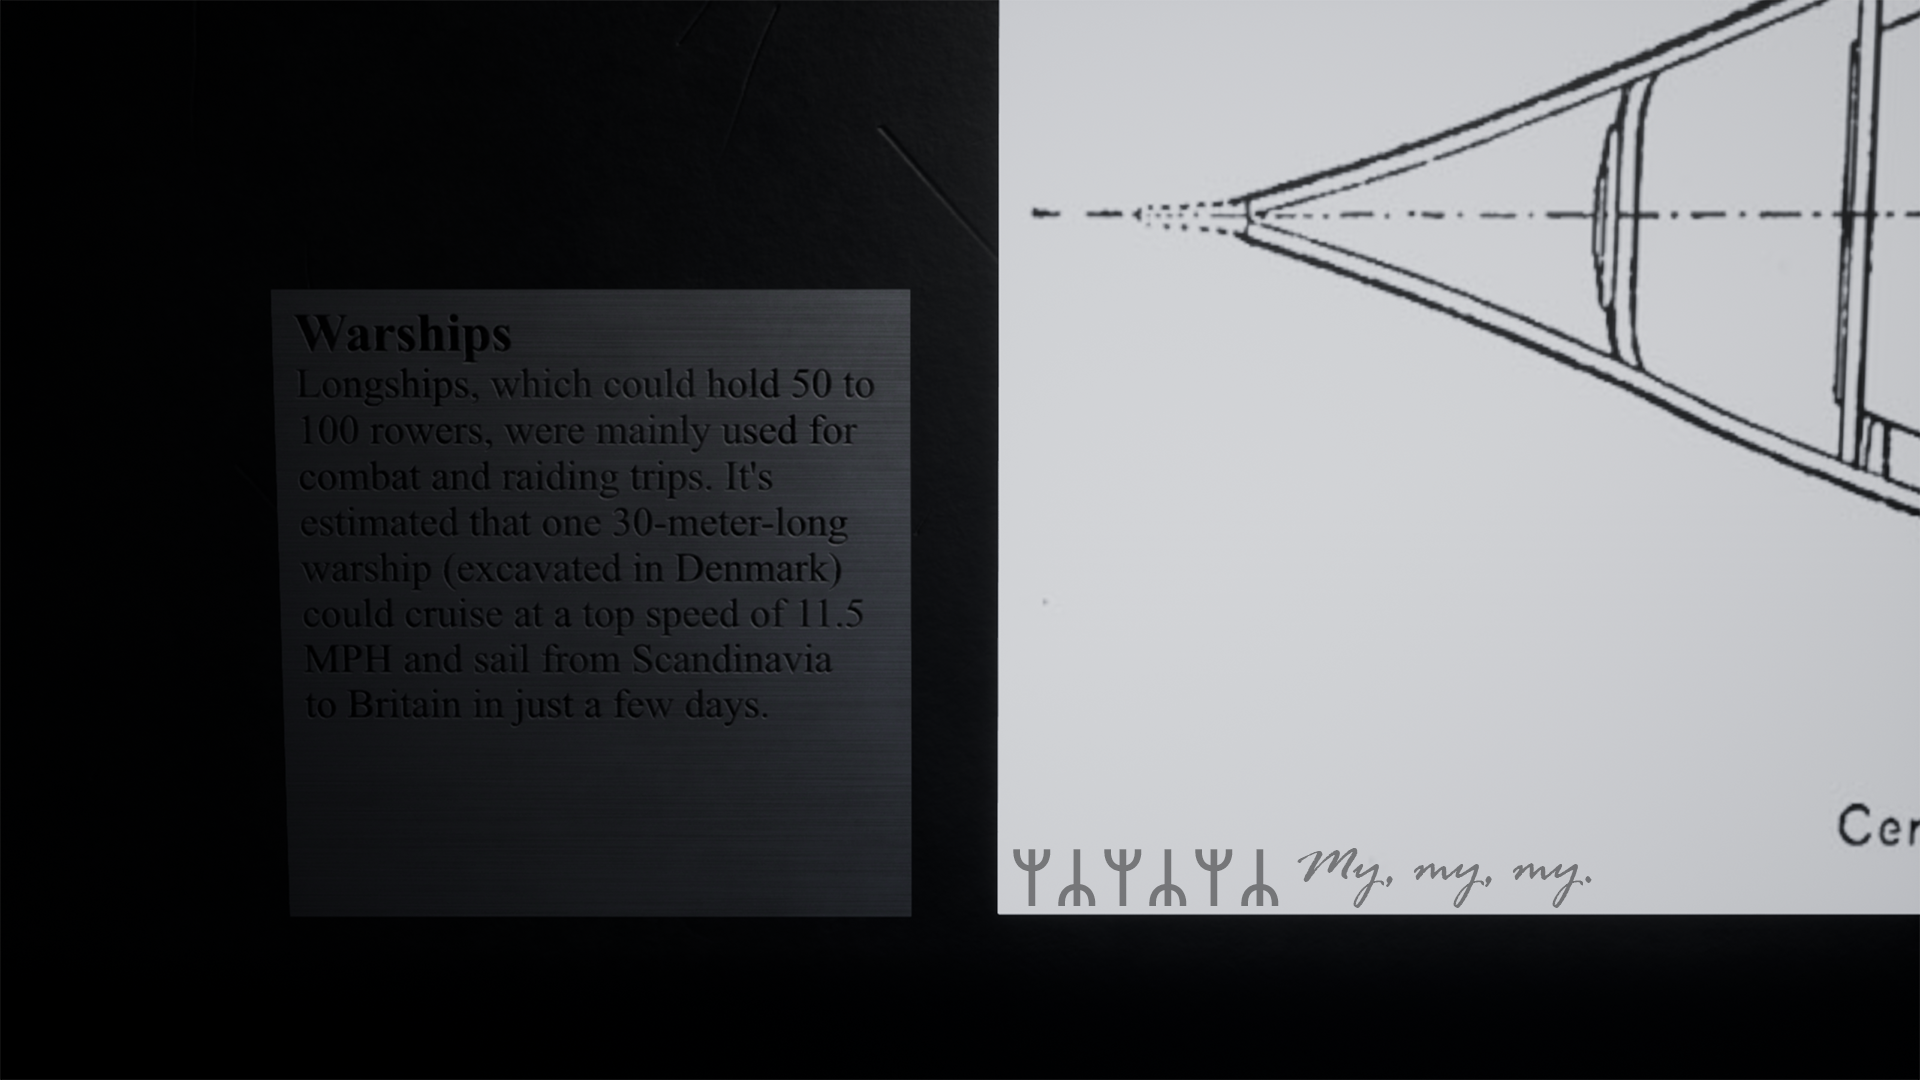 Warships
Longships, which could hold 50 to
100 rowers, were mainly used for
combat and raiding trips. It's
estimated that one 30-meter-long
warship (excavated in Denmark)
could cruise at a top speed of 11.5
MPH and sail from Scandinavia
to Britain in just a few days.
ᛘᛦᛘᛦᛘᛦ My, my, my.
Cer